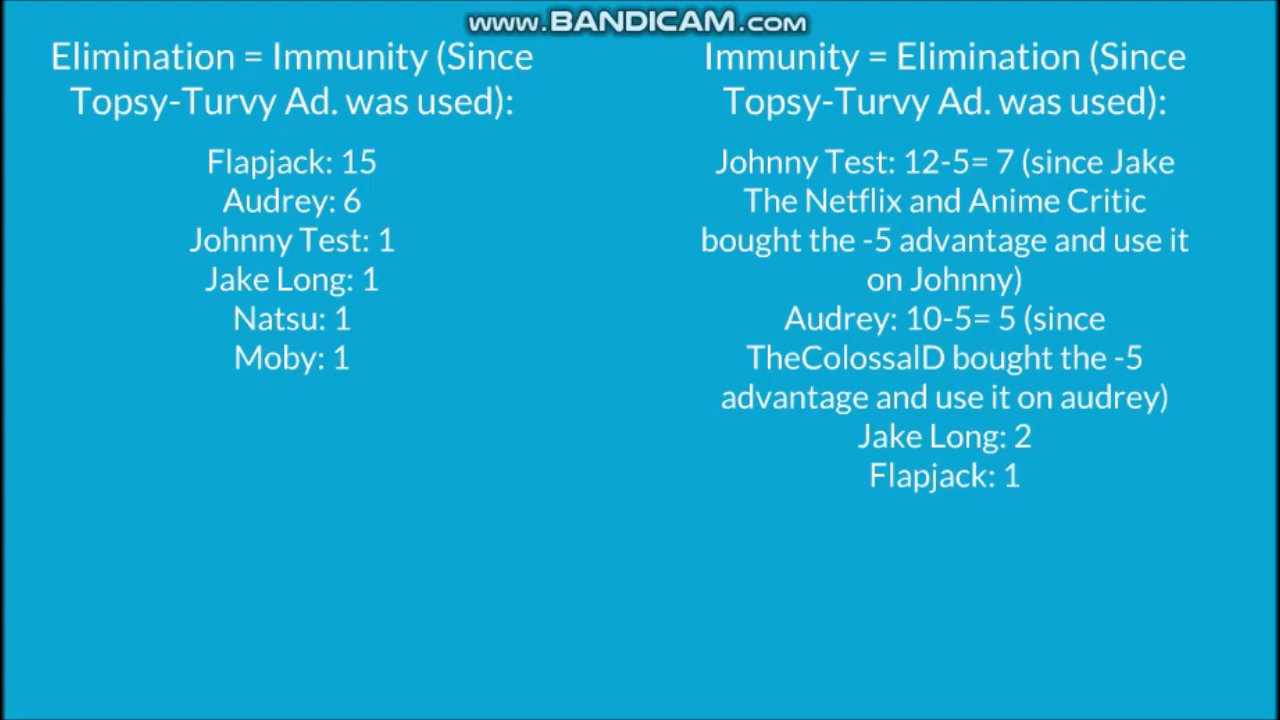 www.BANDICAM.com
Elimination = Immunity (Since
Topsy-Turvy Ad. was used):
Flapjack: 15
Audrey: 6
Johnny Test: 1
Jake Long: 1
Natsu: 1
Moby: 1
Immunity = Elimination (Since
Topsy-Turvy Ad. was used):
Johnny Test: 12-5= 7 (since Jake
The Netflix and Anime Critic
bought the -5 advantage and use it
on Johnny)
Audrey: 10-5= 5 (since
TheColossalD bought the -5
advantage and use it on audrey)
Jake Long: 2
Flapjack: 1